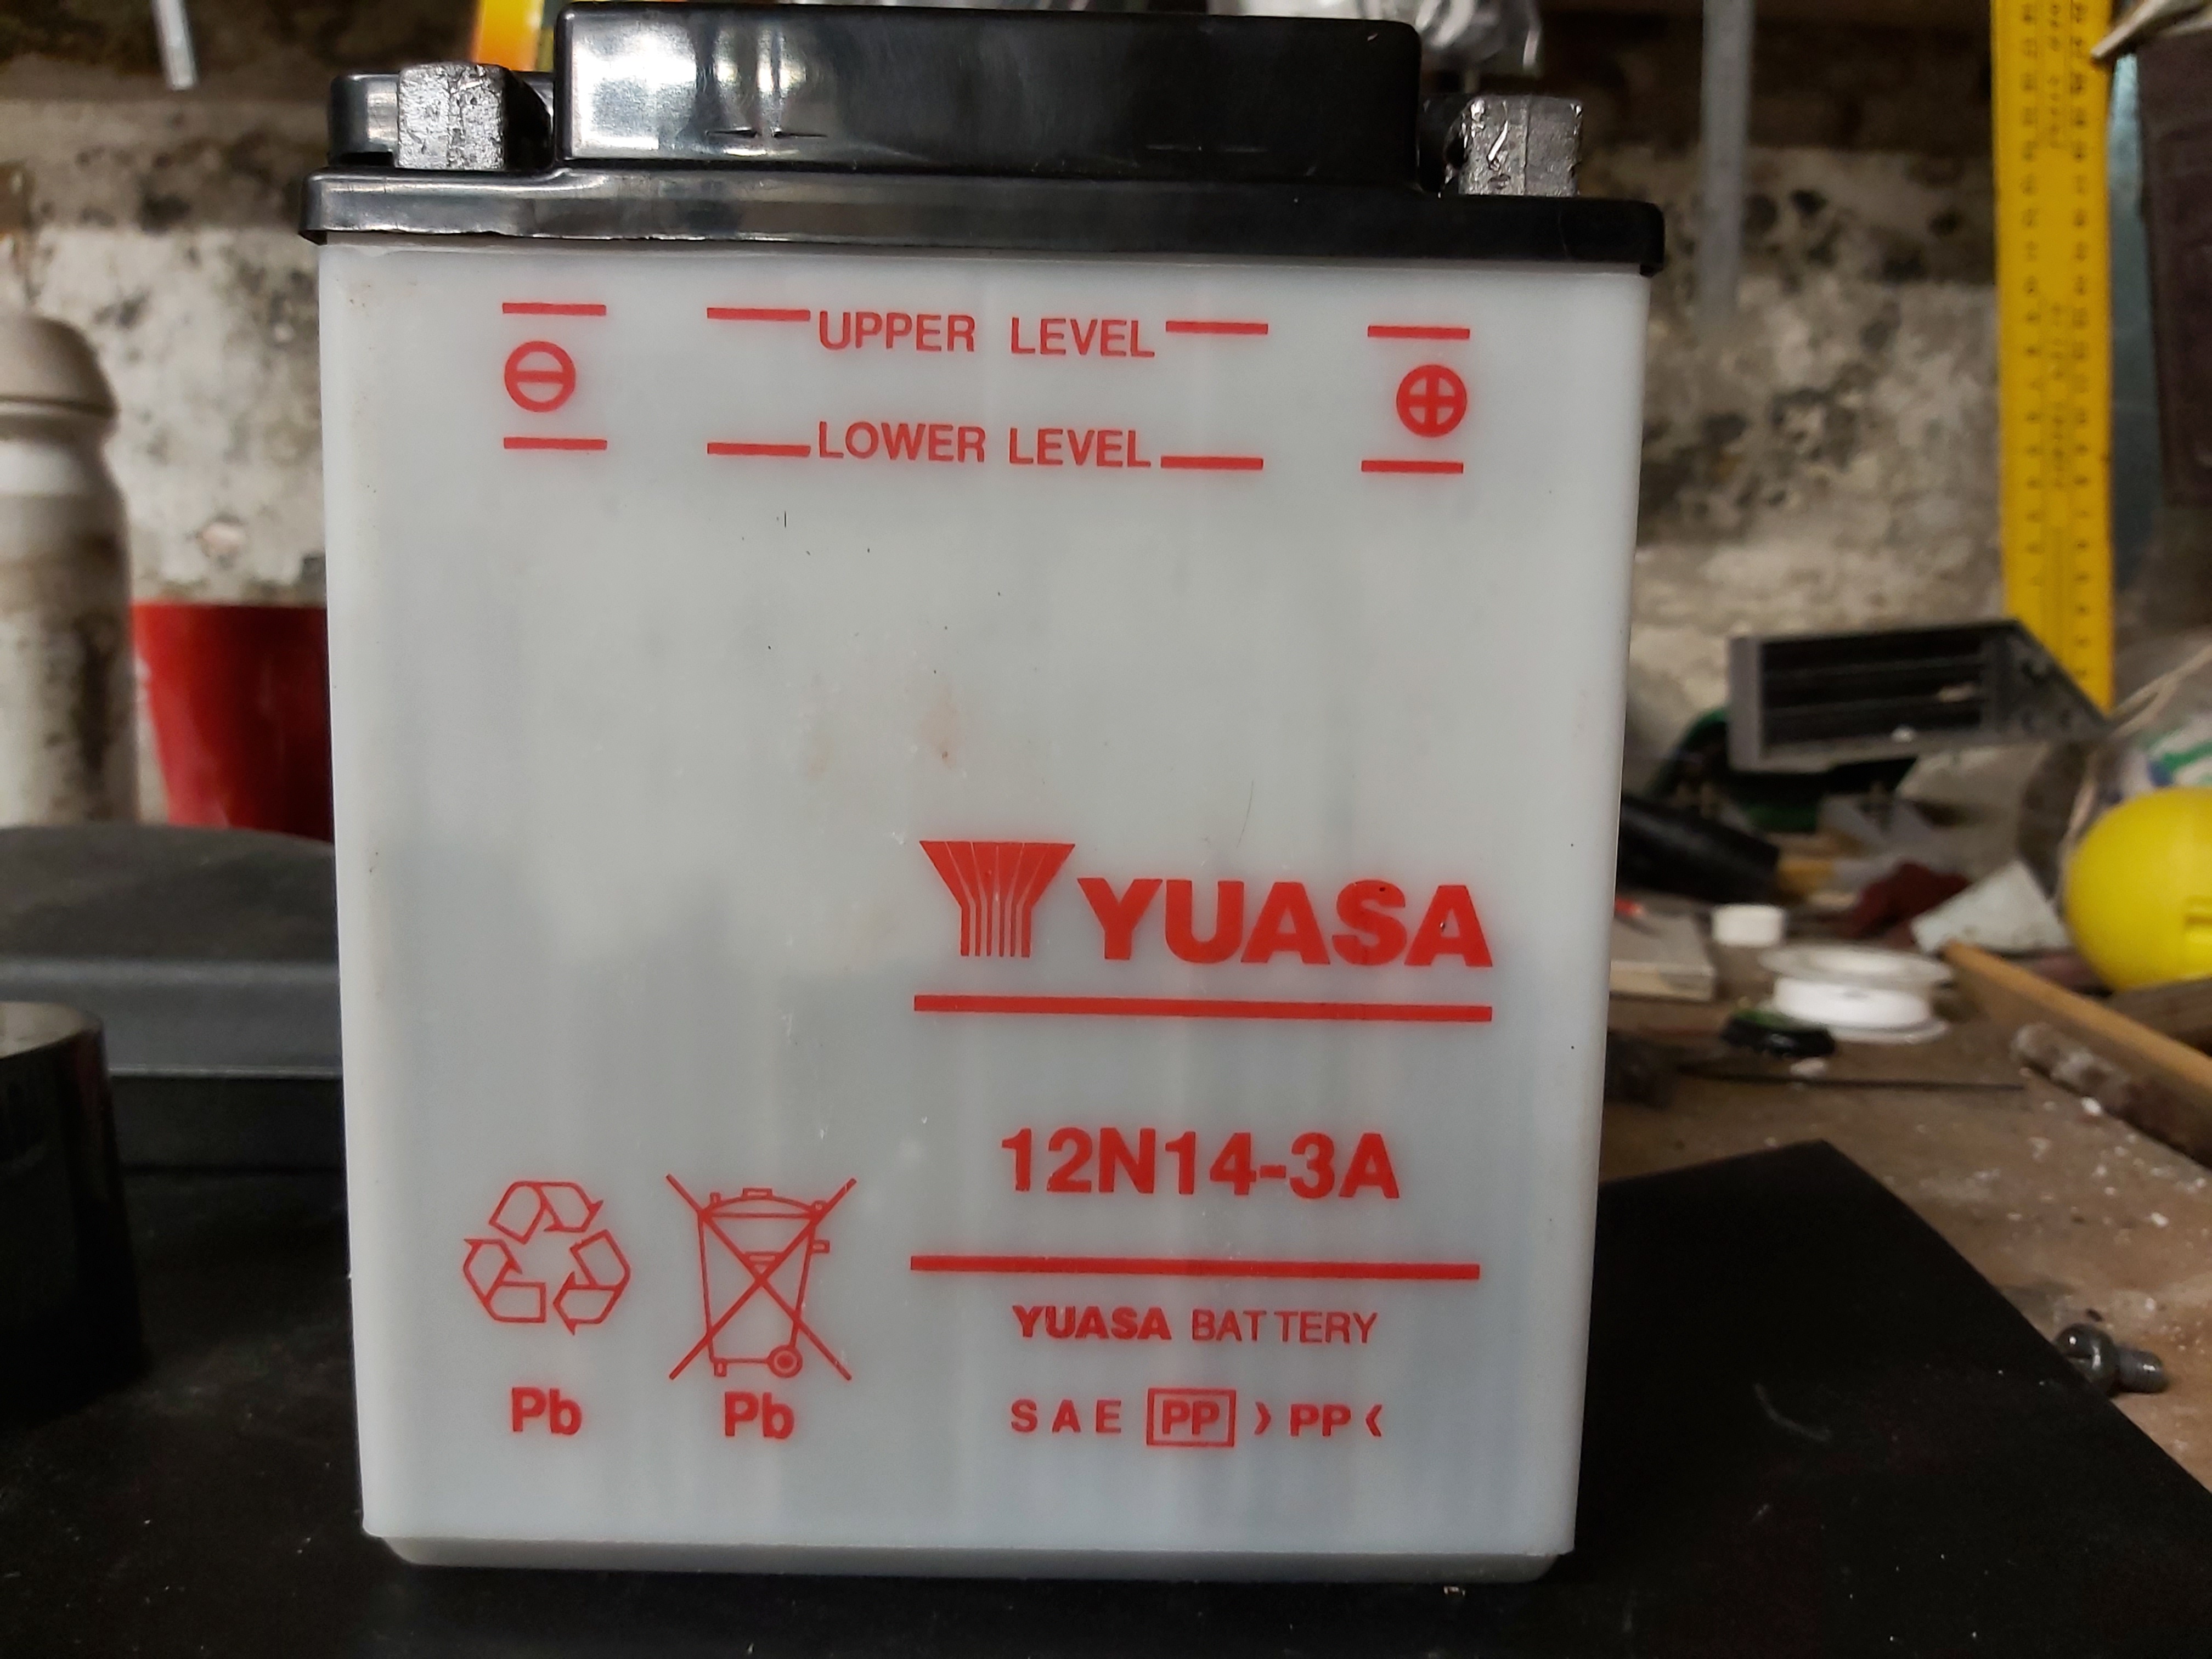 UPPER LEVEL
LOWER LEVEL
YUASA
12N14-3A
YUASA BATTERY
Pb
Pb
SAE PP >PP<